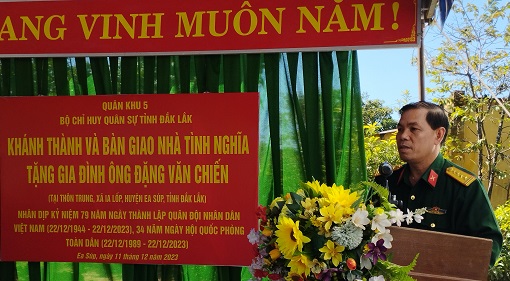 ANG VINH MUÔN NĂM!
QUÂN KHU 5
BỘ CHỈ HUY QUÂN SỰ TỈNH ĐẮK LẮK
KHÁNH THÀNH VÀ BÀN GIAO NHÀ TÌNH NGHĨA
TẶNG GIA ĐÌNH ÔNG ĐẶNG VĂN CHIẾN
(TẠI THÔN TRUNG, XÃ IA LỐP, HUYỆN EA SÚP, TỈNH ĐẮK LẮK)
NHÂN DỊP KỶ NIỆM 79 NĂM NGÀY THÀNH LẬP QUÂN ĐỘI NHÂN DÂN
VIỆT NAM (22/12/1944 - 22/12/2023), 34 NĂM NGÀY HỘI QUỐC PHÒNG
TOÀN DÂN (22/12/1989 - 22/12/2023)
Ea Súp, ngày 11 tháng 12 năm 2023